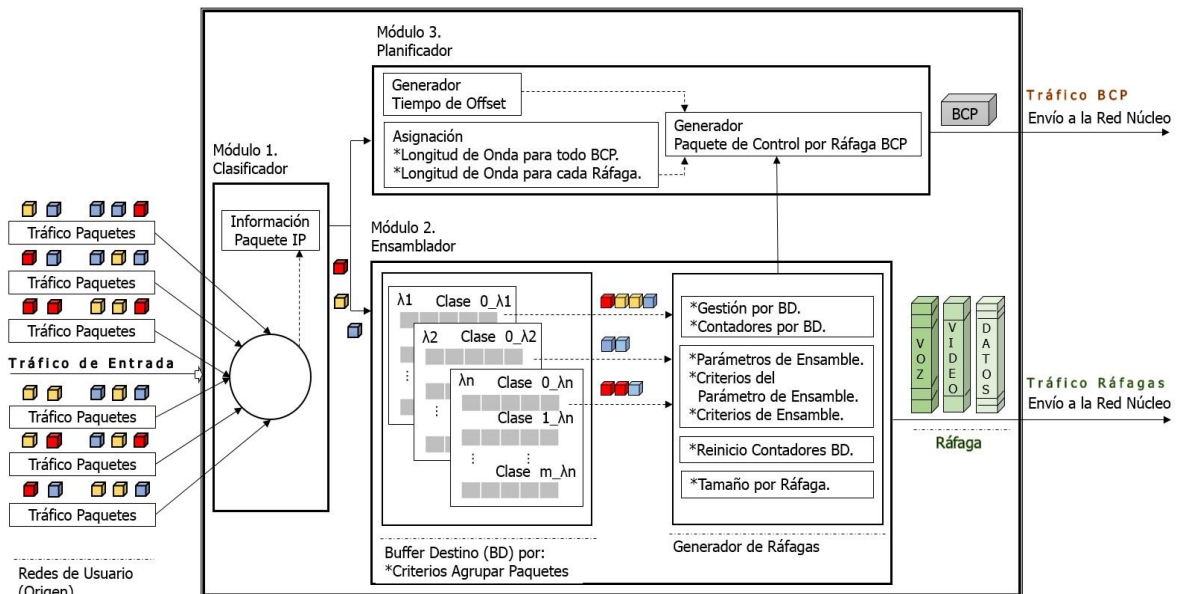 Módulo 3.
Planificador
Generador
Tiempo de Offset
Asignación
*Longitud de Onda para todo BCP.
*Longitud de Onda para cada Ráfaga.
Generador
Paquete de Control por Ráfaga BCP
BCP
Tráfico BCP
Envío a la Red Núcleo
Módulo 1.
Clasificador
Información
Paquete IP
Tráfico Paquetes
Tráfico Paquetes
Tráfico Paquetes
Tráfico de Entrada
Tráfico Paquetes
Tráfico Paquetes
Tráfico Paquetes
Redes de Usuario
(Origen)
Módulo 2.
Ensamblador
λ1 Clase 0_λ1
λ2 Clase 0_λ2
λn Clase 0_λn
Clase 1_λn
Clase m_λn
Buffer Destino (BD) por:
*Criterios Agrupar Paquetes
*Gestión por BD.
*Contadores por BD.
*Parámetros de Ensamble.
*Criterios del
Parámetro de Ensamble.
*Criterios de Ensamble.
*Reinicio Contadores BD.
*Tamaño por Ráfaga.
Generador de Ráfagas
VOZ
VIDEO
DATOS
Ráfaga
Tráfico Ráfagas
Envío a la Red Núcleo